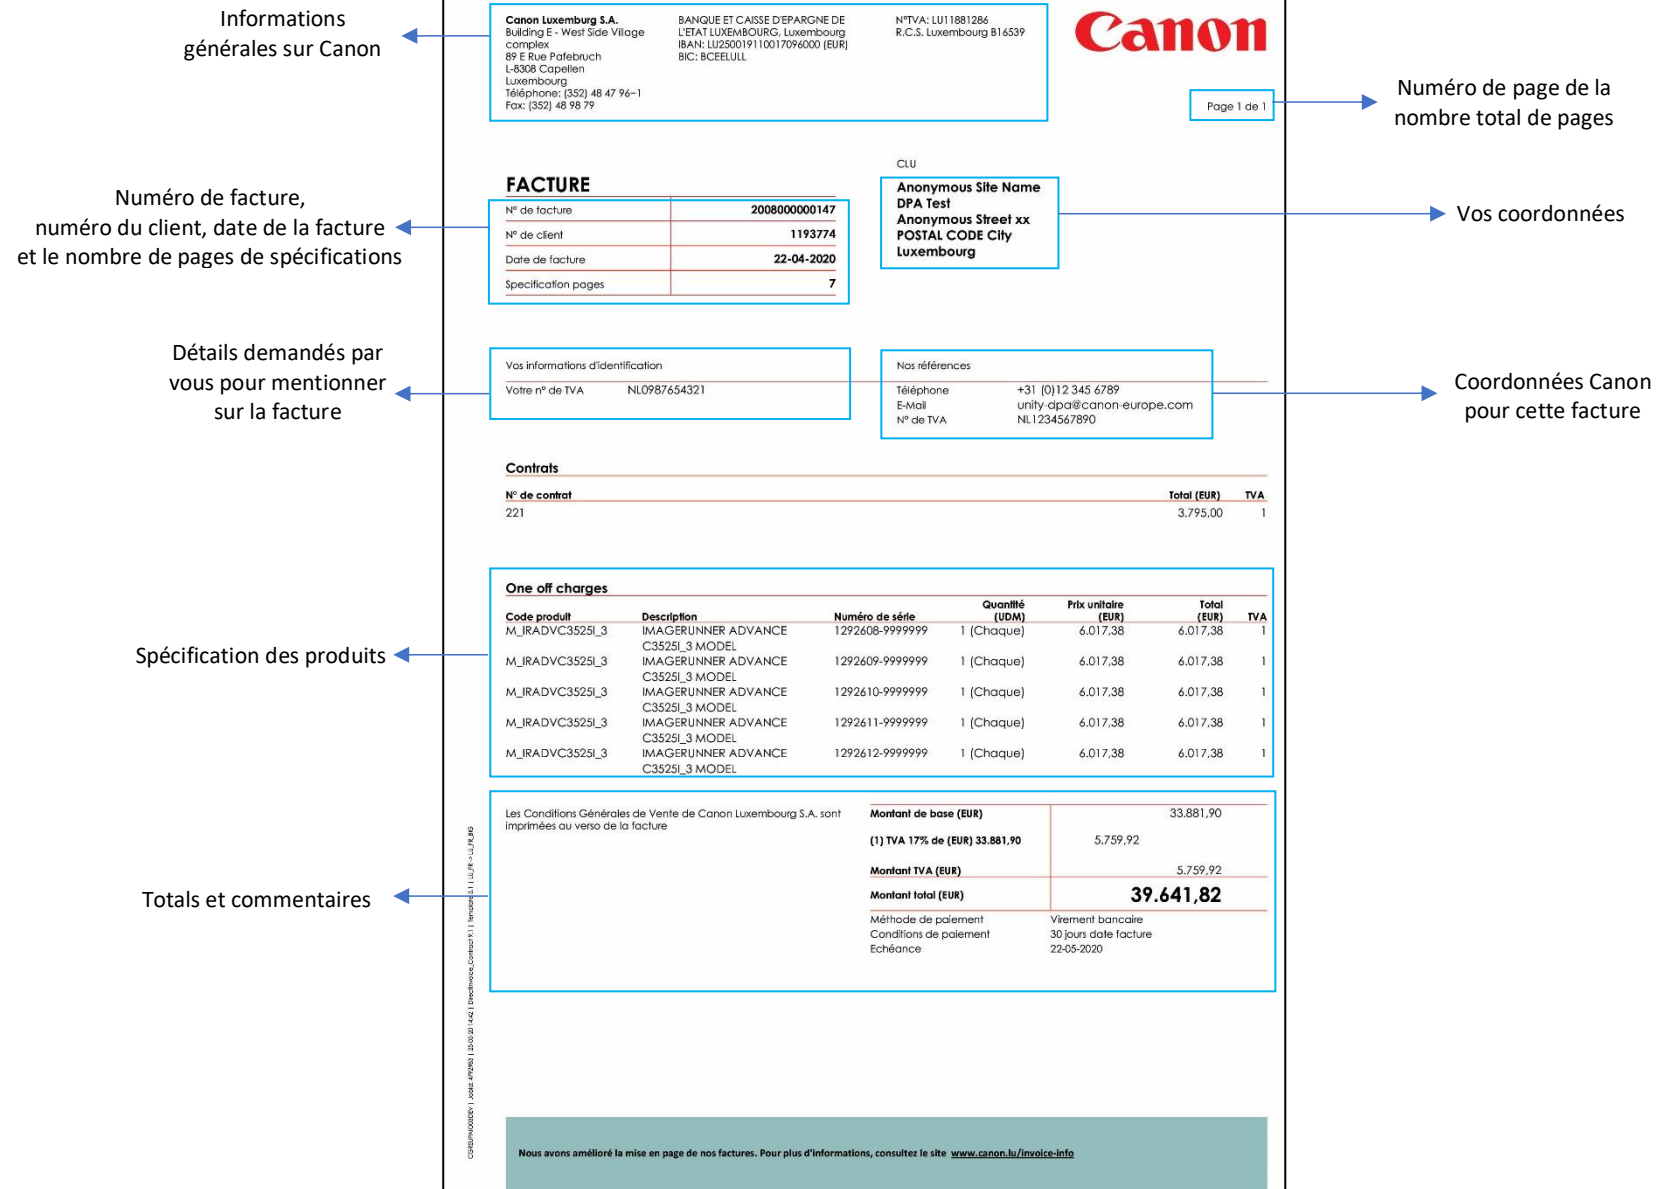 Informations
générales sur Canon
Canon Luxemburg S.A.
Building E - West Side Village
complex
89 E Rue Pafebruch
L-8308 Capellen
Luxembourg
Téléphone: (352) 48 47 96-1
Fax: (352) 48 98 79
BANQUE ET CAISSE D'EPARGNE DE
L'ETAT LUXEMBOURG, Luxembourg
IBAN: LU250019110017096000 (EUR)
BIC: BCEELULL
N°TVA: LU11881286
R.C.S. Luxembourg B16539
Canon
Page 1 de 1
Numéro de page de la
nombre total de pages
Numéro de facture,
numéro du client, date de la facture
et le nombre de pages de spécifications
FACTURE
N° de facture 2008000000147
N° de client 1193774
Date de facture 22-04-2020
Specification pages 7
CLU
Anonymous Site Name
DPA Test
Anonymous Street xx
POSTAL CODE City
Luxembourg
Vos coordonnées
Détails demandés par
vous pour mentionner
sur la facture
Vos informations d'identification
Votre n° de TVA NL0987654321
Nos références
Téléphone +31 (0)12 345 6789
E-Mail unity-dpa@canon-europe.com
N° de TVA NL1234567890
Coordonnées Canon
pour cette facture
Contrats
N° de contrat Total (EUR) TVA
221 3.795,00 1
Spécification des produits
One off charges
Code produit Description Numéro de série Quantité (UDM) Prix unitaire (EUR) Total (EUR) TVA
M_IRADVC3525I_3 IMAGERUNNER ADVANCE 1292608-9999999 1 (Chaque) 6.017,38 6.017,38 1
C3525I_3 MODEL
M_IRADVC3525I_3 IMAGERUNNER ADVANCE 1292609-9999999 1 (Chaque) 6.017,38 6.017,38 1
C3525I_3 MODEL
M_IRADVC3525I_3 IMAGERUNNER ADVANCE 1292610-9999999 1 (Chaque) 6.017,38 6.017,38 1
C3525I_3 MODEL
M_IRADVC3525I_3 IMAGERUNNER ADVANCE 1292611-9999999 1 (Chaque) 6.017,38 6.017,38 1
C3525I_3 MODEL
M_IRADVC3525I_3 IMAGERUNNER ADVANCE 1292612-9999999 1 (Chaque) 6.017,38 6.017,38 1
C3525I_3 MODEL
Totals et commentaires
Les Conditions Générales de Vente de Canon Luxembourg S.A. sont
imprimées au verso de la facture
Montant de base (EUR) 33.881,90
(1) TVA 17% de (EUR) 33.881,90 5.759,92
Montant TVA (EUR) 5.759,92
Montant total (EUR) 39.641,82
Méthode de paiement Virement bancaire
Conditions de paiement 30 jours date facture
Echéance 22-05-2020
Nous avons amélioré la mise en page de nos factures. Pour plus d'informations, consultez le site www.canon.lu/invoice-info